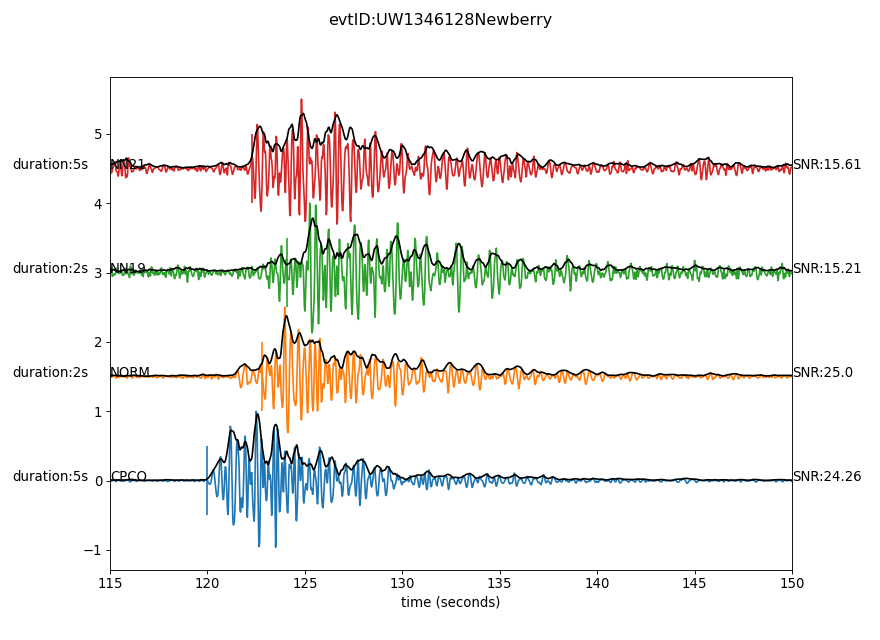 evtID:UW1346128Newberry
5
duration:5s NN21 SNR:15.61
4
duration:2s NN19 SNR:15.21
3
2
duration:2s NORM SNR:25.0
1
duration:5s CPCO SNR:24.26
0
−1
115 120 125 130 135 140 145 150
time (seconds)